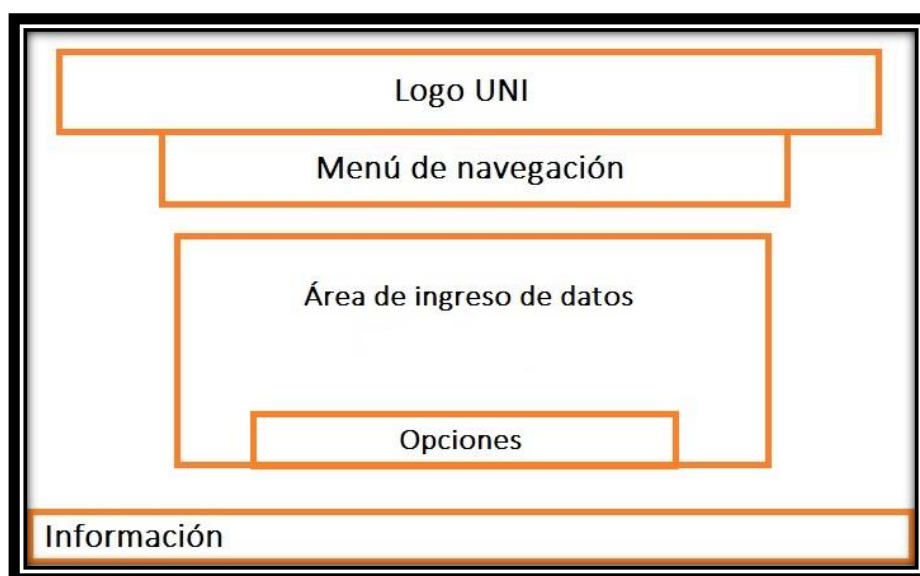 Logo UNI
Menú de navegación
Área de ingreso de datos
Opciones
Información